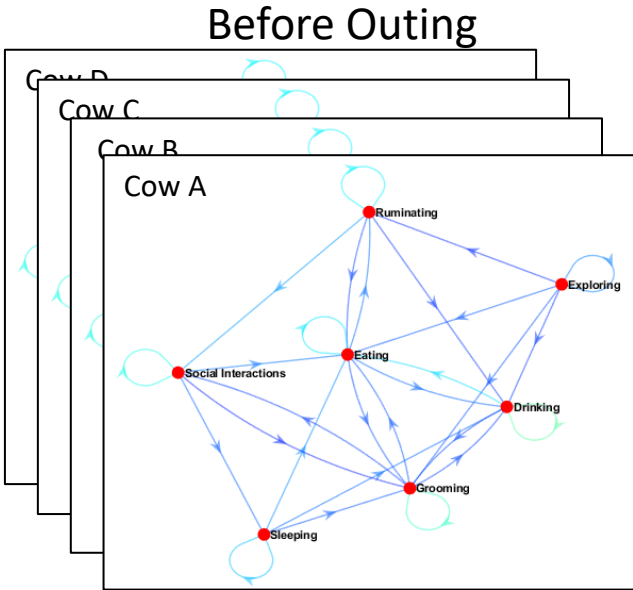 Before Outing
Cow D
Cow C
Cow B
Cow A
Ruminating
Exploring
Eating
Social Interactions
Drinking
Grooming
Sleeping